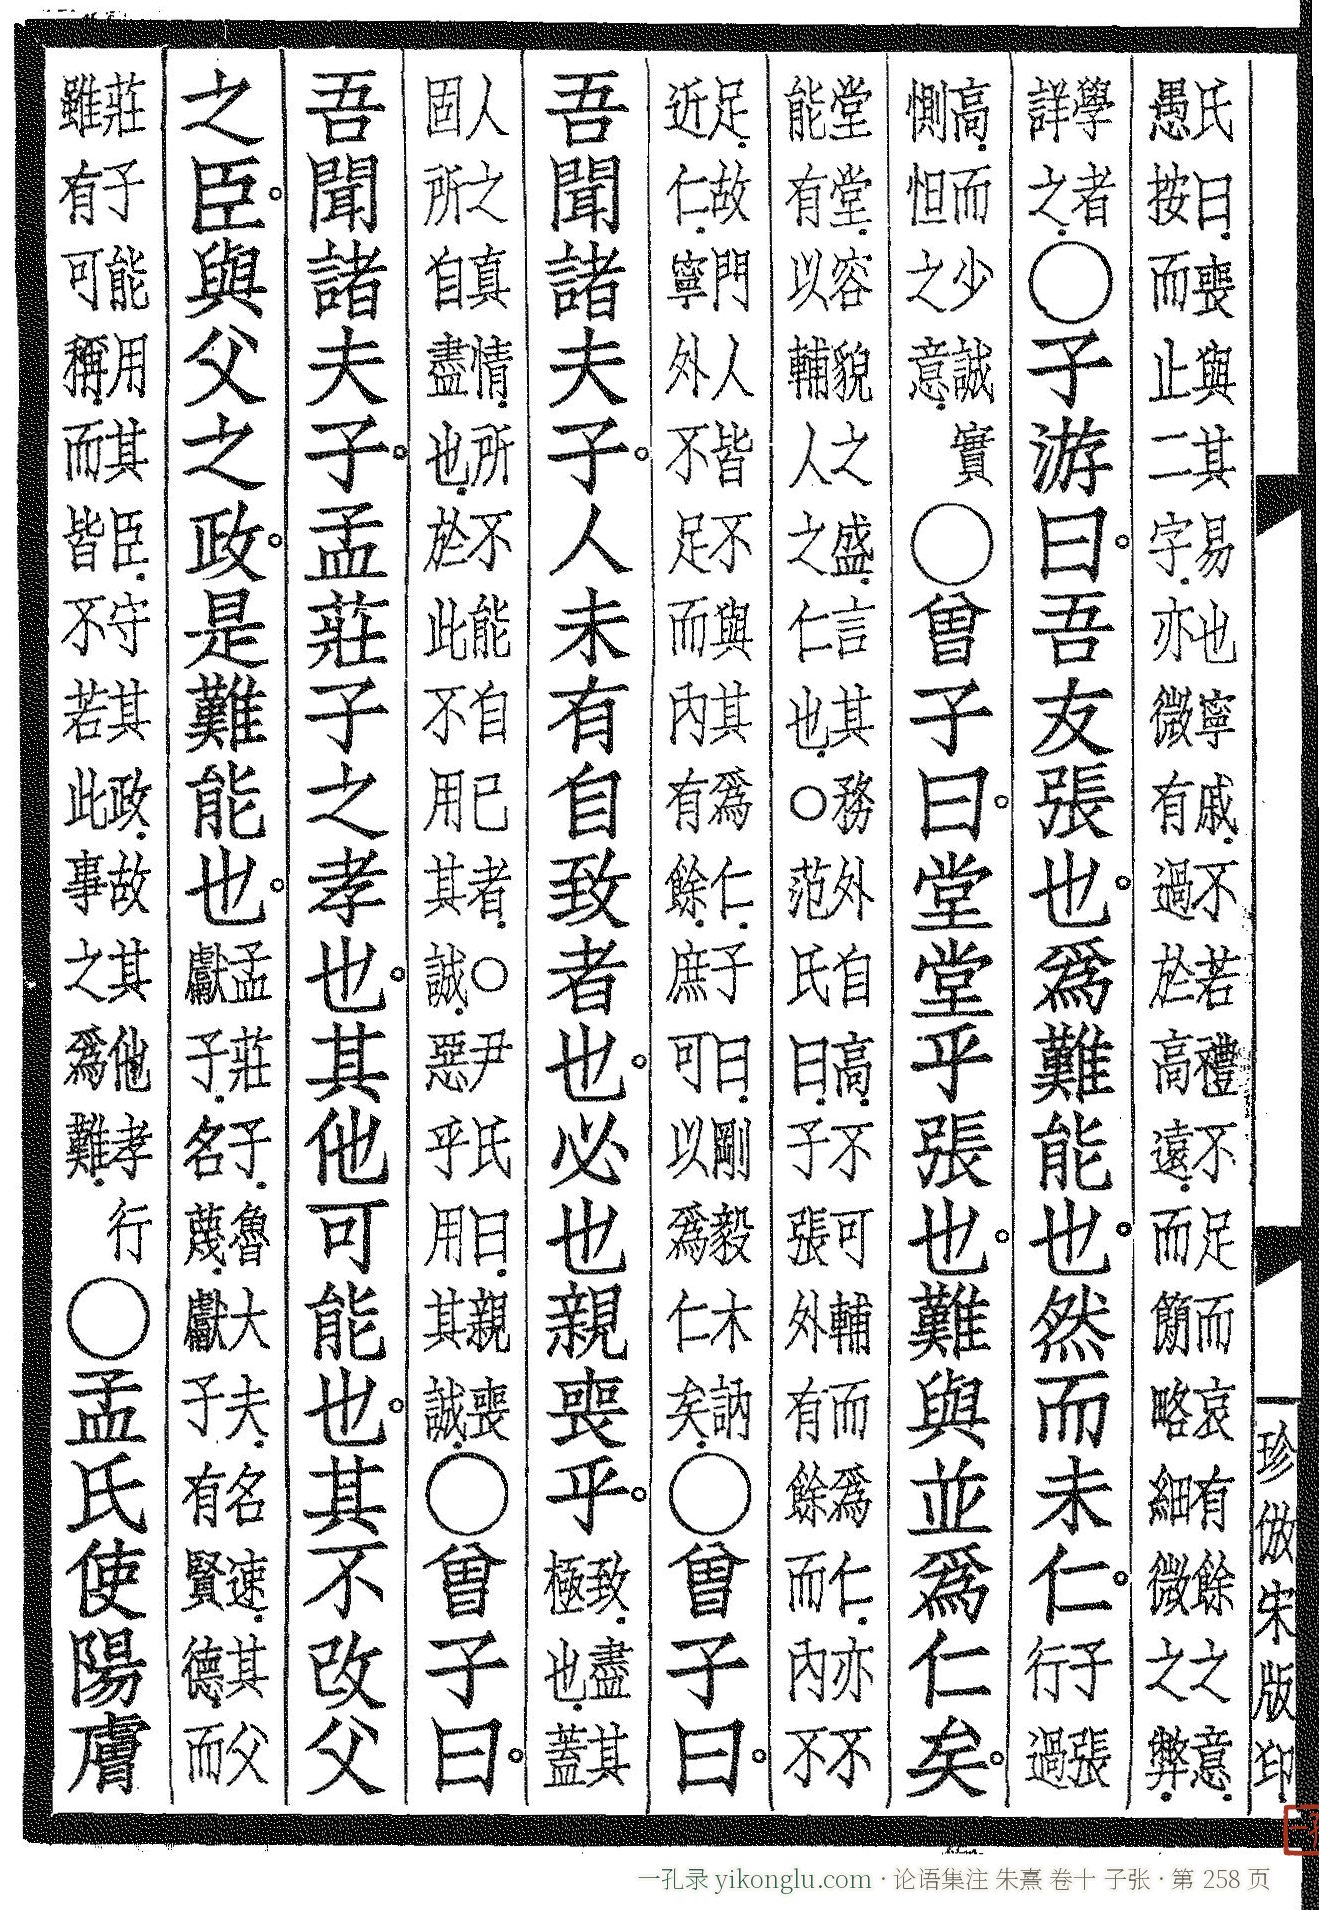 珍倣宋版印
氏曰喪與其易也寧戚不若禮不足而哀有餘之意
愚按而止二字亦微有過於高遠而簡略細微之弊
學者
詳之
○子游曰吾友張也爲難能也然而未仁
子張
行過
高而少誠實
惻怛之意
○曾子曰堂堂乎張也難與並爲仁矣
堂堂容貌之盛言其務外自高不可輔而爲仁亦不
能有以輔人之仁也○范氏曰子張外有餘而內不
足故門人皆不與其爲仁子曰剛毅木訥
近仁寧外不足而內有餘庶可以爲仁矣
○曾子曰
吾聞諸夫子人未有自致者也必也親喪乎
致盡其
極也蓋
人之真情所不能自已者○尹氏曰親喪
固所自盡也於此不用其誠惡乎用其誠
○曾子曰
吾聞諸夫子孟莊子之孝也其他可能也其不改父
之臣與父之政是難能也
孟莊子魯大夫名速其父
獻子名蔑獻子有賢德而
莊子能用其臣守其政故其他孝行
雖有可稱而皆不若此事之爲難
○孟氏使陽膚
一孔录 yikonglu.com · 论语集注 朱熹 卷十 子张 · 第 258 页